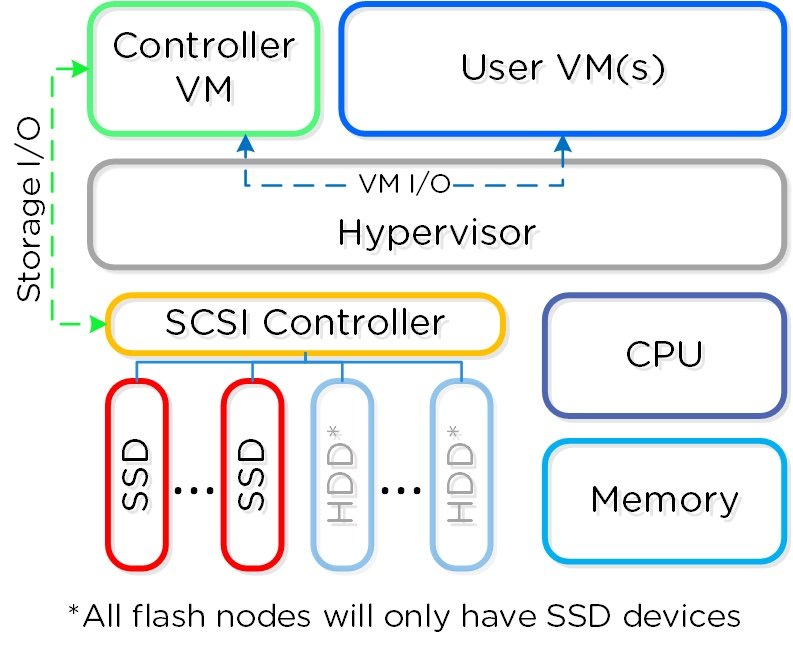 Controller
VM
User VM(s)
Storage I/O
VM I/O
Hypervisor
SCSI Controller
CPU
SSD
...
SSD
HDD*
...
HDD*
Memory
*All flash nodes will only have SSD devices